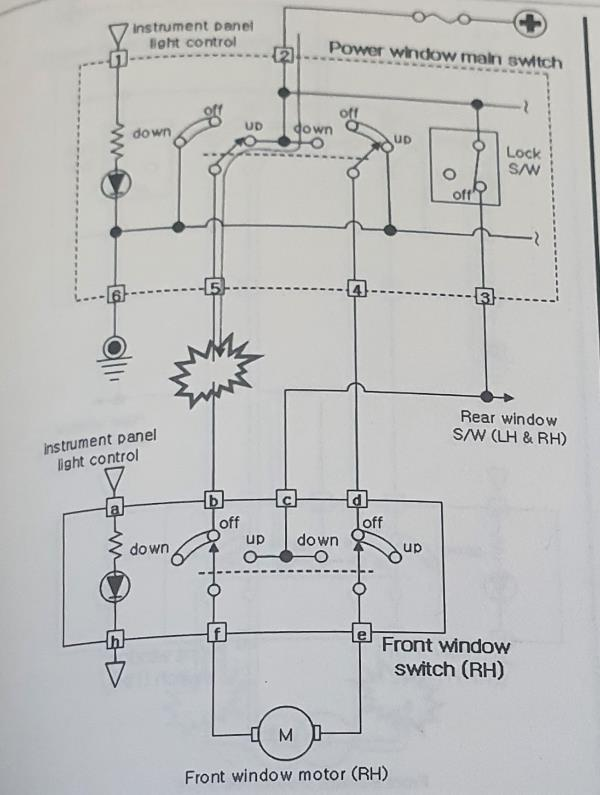 Instrument panel
light control
Power window main switch
1
2
off
down
up
down
off
up
Lock
S/W
off
6
5
4
3
Rear window
S/W (LH & RH)
Instrument panel
light control
a
b
c
d
off
down
up
down
off
up
h
f
e
Front window
switch (RH)
M
Front window motor (RH)